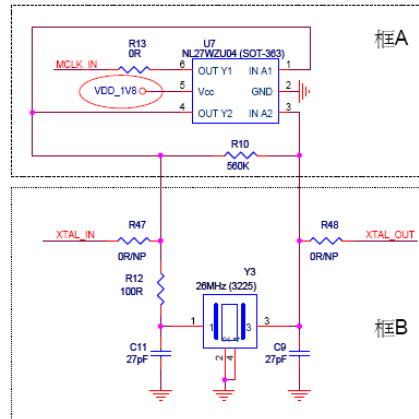 框A
U7
NL27WZU04 (SOT-363)
R13
0R
MCLK_IN
6
OUT Y1
IN A1
1
VDD_1V8
5
Vcc
GND
2
4
OUT Y2
IN A2
3
R10
560K
框B
XTAL_IN
R47
0R/NP
R48
0R/NP
XTAL_OUT
R12
100R
Y3
26MHz (3225)
1
1
3
3
2
4
C11
27pF
C9
27pF